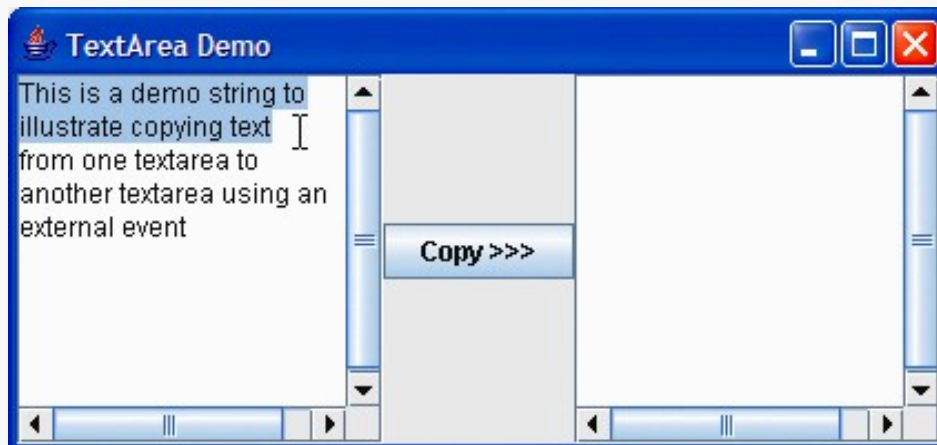 TextArea Demo
This is a demo string to
illustrate copying text
from one textarea to
another textarea using an
external event
Copy >>>